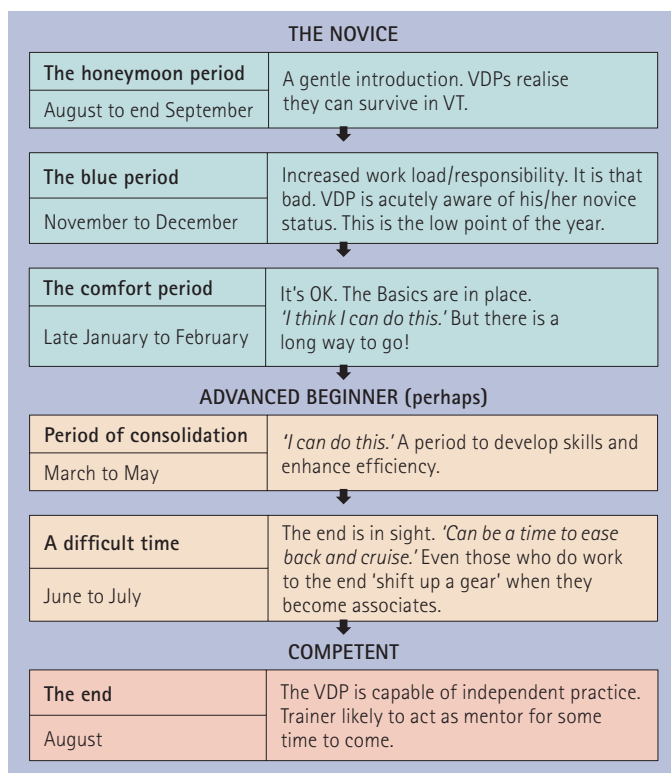 THE NOVICE
The honeymoon period
August to end September
A gentle introduction. VDPs realise
they can survive in VT.
The blue period
November to December
Increased work load/responsibility. It is that
bad. VDP is acutely aware of his/her novice
status. This is the low point of the year.
The comfort period
Late January to February
It's OK. The Basics are in place.
'I think I can do this.' But there is a
long way to go!
ADVANCED BEGINNER (perhaps)
Period of consolidation
March to May
'I can do this.' A period to develop skills and
enhance efficiency.
A difficult time
June to July
The end is in sight. 'Can be a time to ease
back and cruise.' Even those who do work
to the end 'shift up a gear' when they
become associates.
COMPETENT
The end
August
The VDP is capable of independent practice.
Trainer likely to act as mentor for some
time to come.